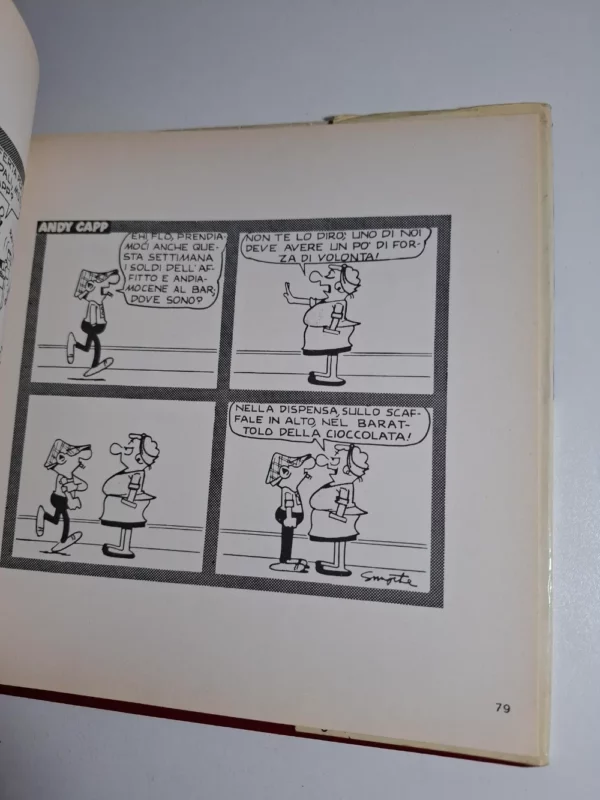 ANDY CAPP
EHI FLO, PRENDIA
MOCI ANCHE QUE-
STA SETTIMANA
I SOLDI DELL'AF-
FITTO E ANDIA-
MOCENE AL BAR;
DOVE SONO?
NON TE LO DIRO; UNO DI NOI
DEVE AVERE UN PO' DI FOR-
ZA DI VOLONTA!
NELLA DISPENSA, SULLO SCAF-
FALE IN ALTO, NEL BARAT-
TOLO DELLA CIOCCOLATA!
Smythe
79